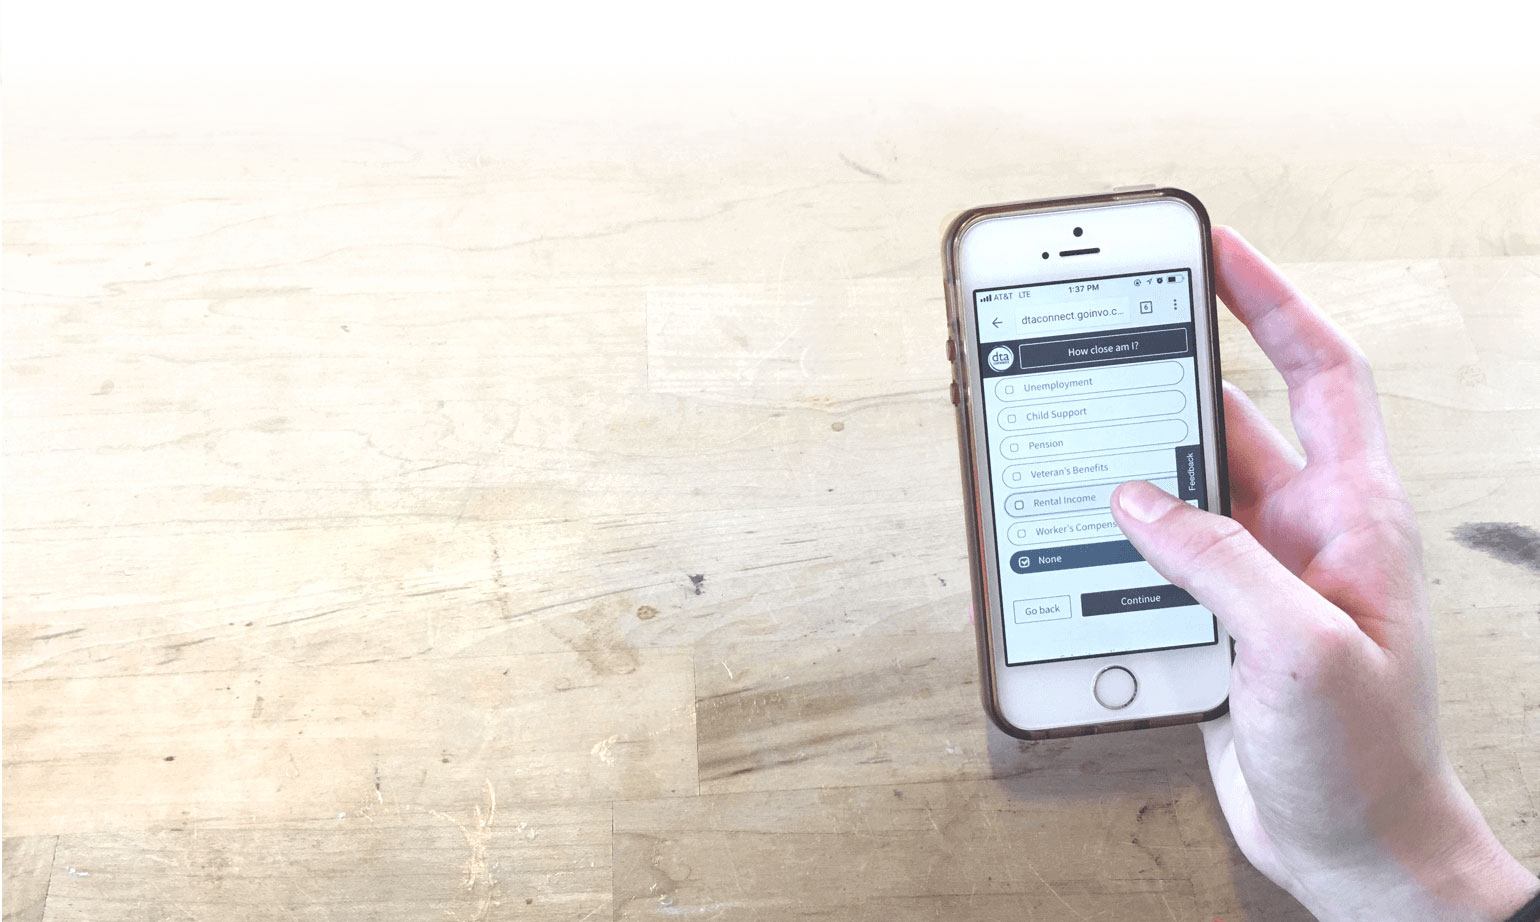 AT&T LTE 1:37 PM
dtaconnect.goinvo.c... 6
dta
How close am I?
Unemployment
Child Support
Pension
Veteran's Benefits
Feedback
Rental Income
Worker's Compens
None
Go back
Continue